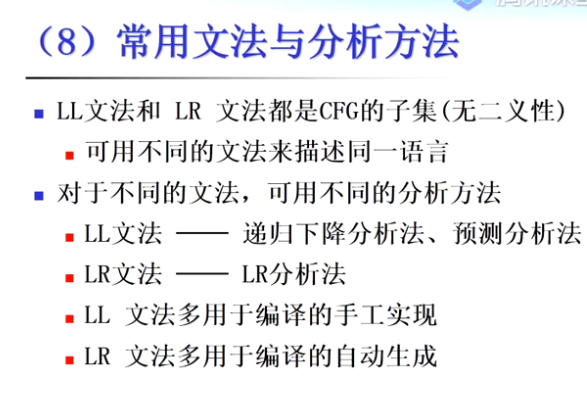 （8）常用文法与分析方法
LL文法和 LR 文法都是CFG的子集(无二义性)
可用不同的文法来描述同一语言
对于不同的文法，可用不同的分析方法
LL文法 —— 递归下降分析法、预测分析法
LR文法 —— LR分析法
LL 文法多用于编译的手工实现
LR 文法多用于编译的自动生成